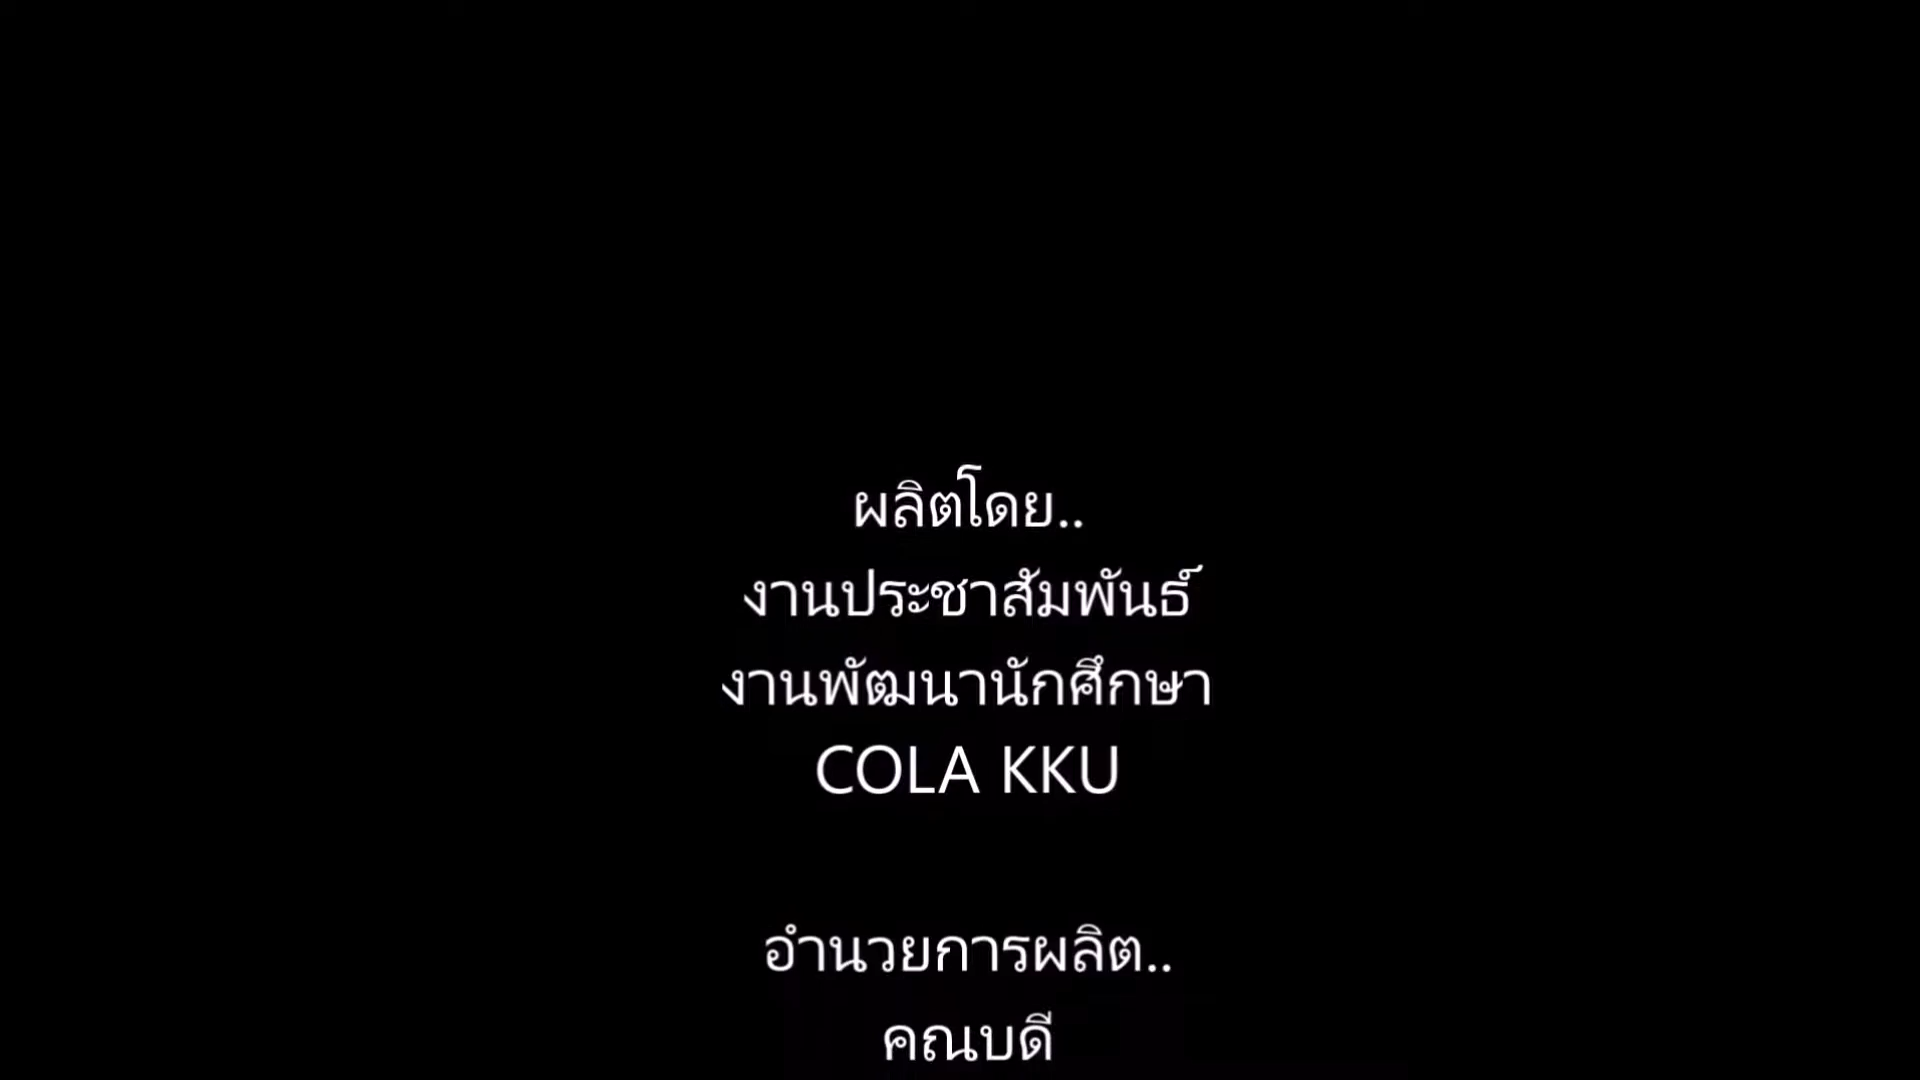 ผลิตโดย..
งานประชาสัมพันธ์
งานพัฒนานักศึกษา
COLA KKU
อำนวยการผลิต..
คณบดี